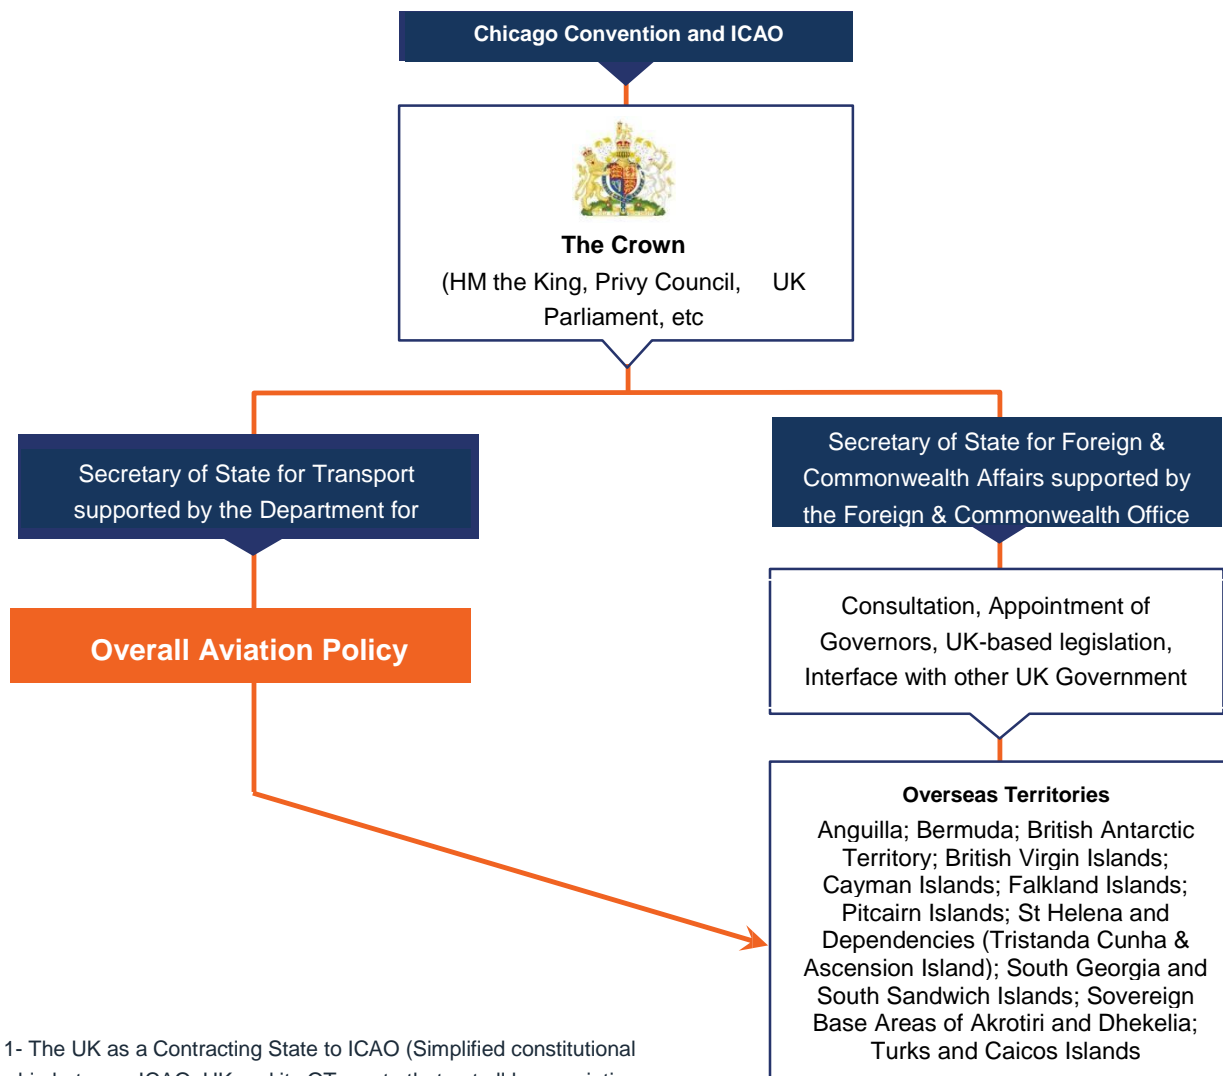 Chicago Convention and ICAO
The Crown
(HM the King, Privy Council, UK
Parliament, etc
Secretary of State for Transport
supported by the Department for
Secretary of State for Foreign &
Commonwealth Affairs supported by
the Foreign & Commonwealth Office
Overall Aviation Policy
Consultation, Appointment of
Governors, UK-based legislation,
Interface with other UK Government
Overseas Territories
Anguilla; Bermuda; British Antarctic
Territory; British Virgin Islands;
Cayman Islands; Falkland Islands;
Pitcairn Islands; St Helena and
Dependencies (Tristanda Cunha &
Ascension Island); South Georgia and
South Sandwich Islands; Sovereign
Base Areas of Akrotiri and Dhekelia;
Turks and Caicos Islands
1- The UK as a Contracting State to ICAO (Simplified constitutional